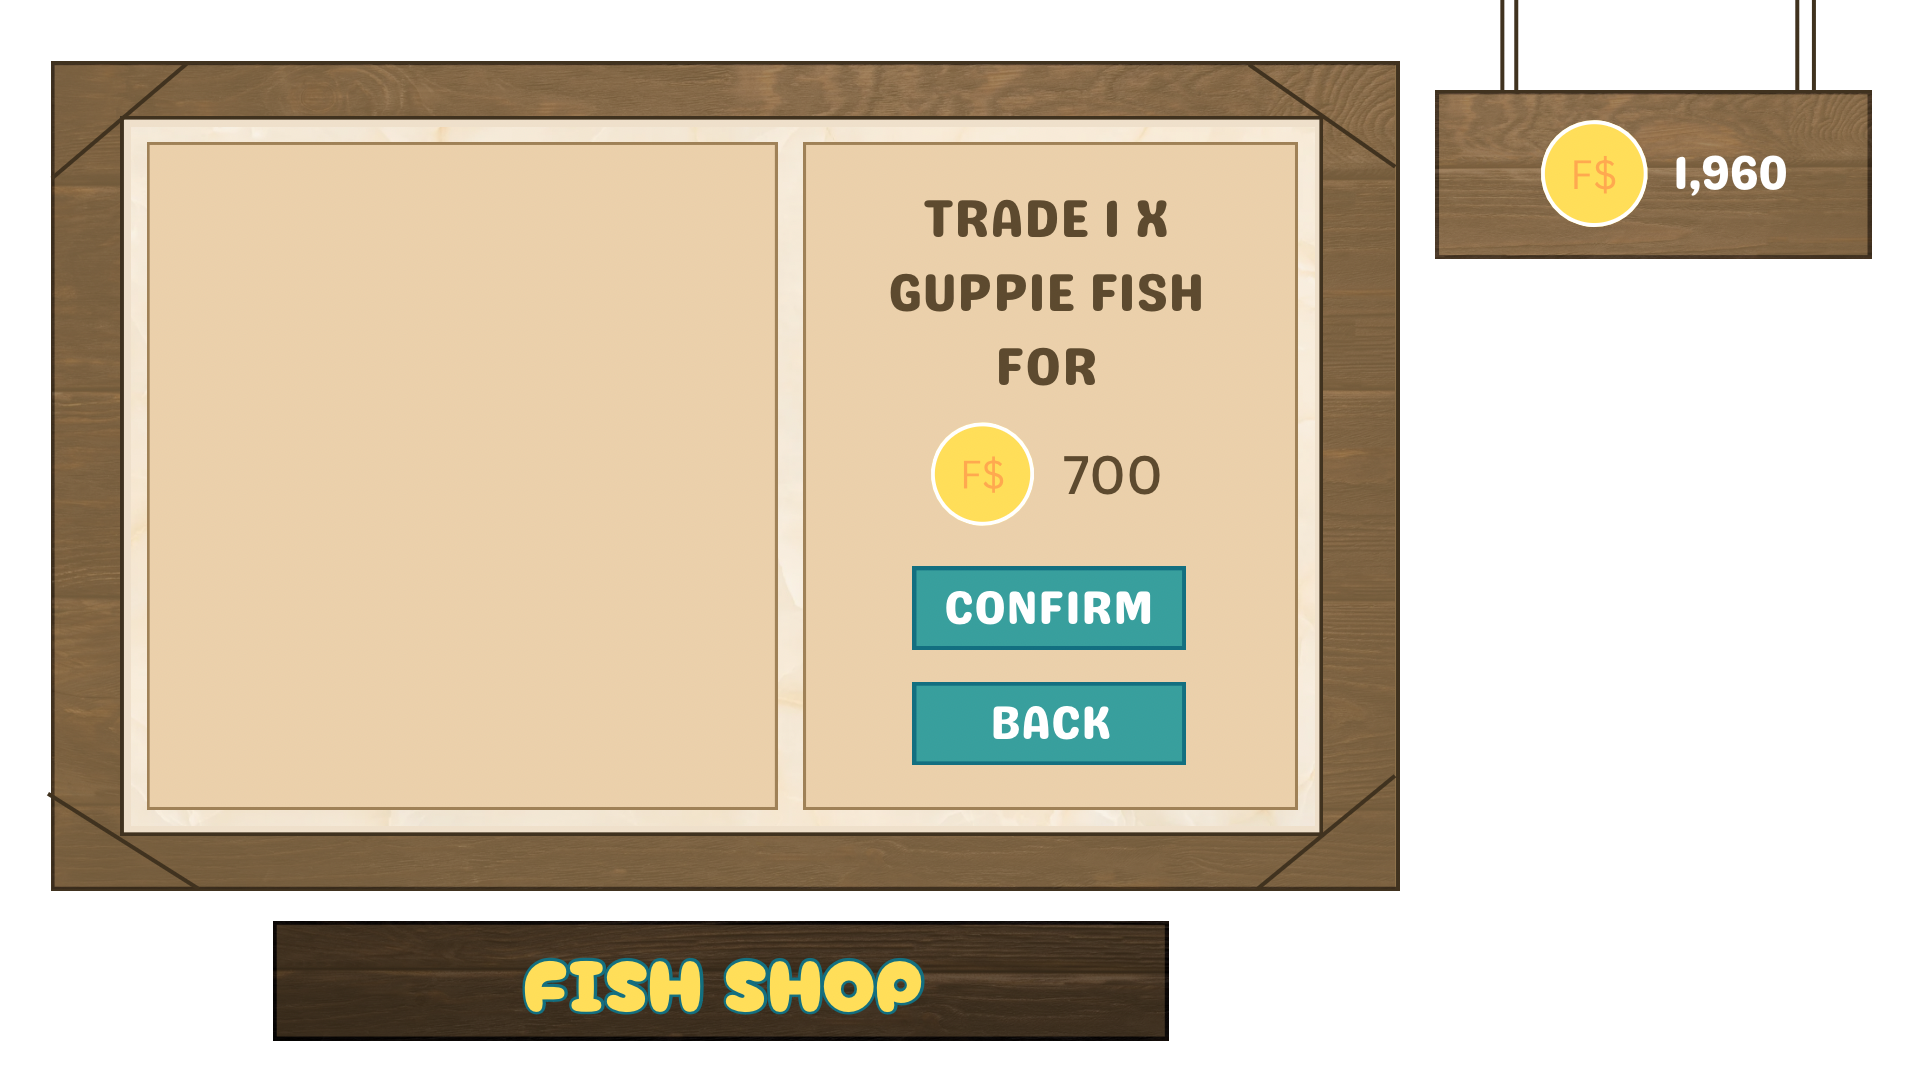 F$ 1,960
TRADE 1 X
GUPPIE FISH
FOR
F$ 700
CONFIRM
BACK
FISH SHOP